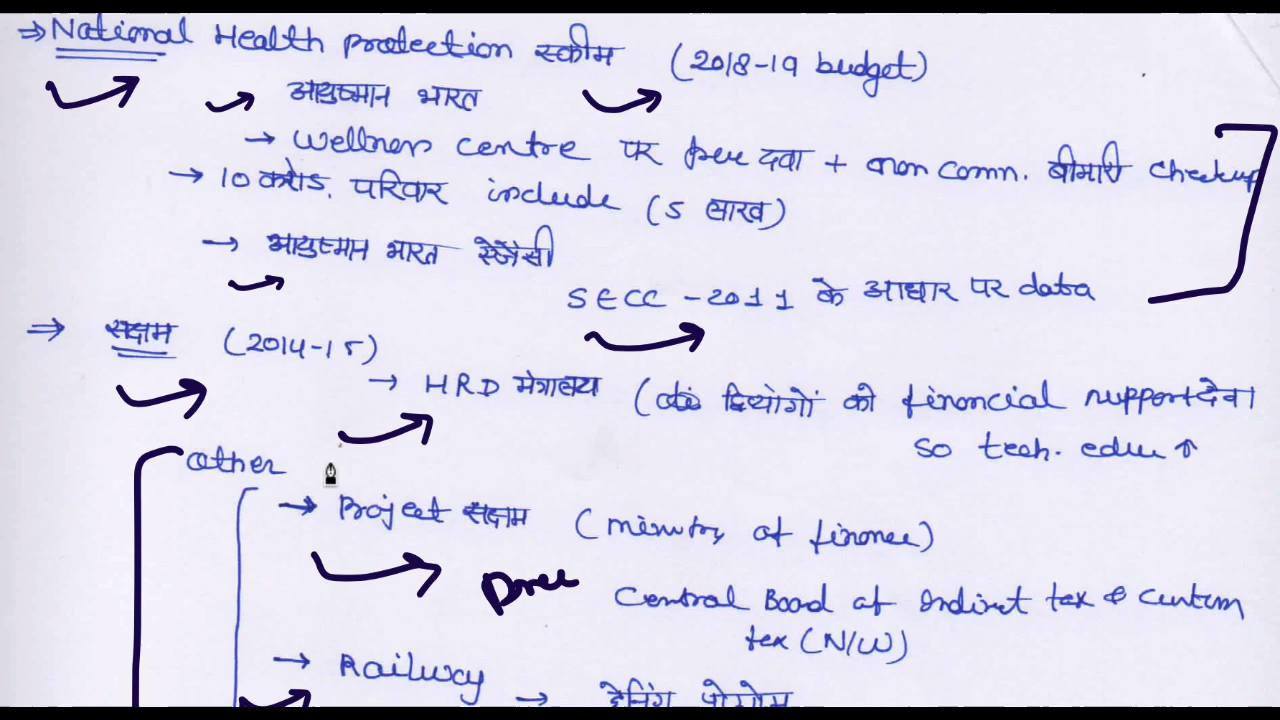 ⇒ National Health protection स्कीम (2018-19 budget)
→ आयुष्मान भारत
→ Wellness centre पर free दवा + non comm. बीमारी checkup
→ 10 करोड़. परिवार include (5 लाख)
→ आयुष्मान भारत एजेंसी
SECC - 2011 के आधार पर data
⇒ सक्षम (2014-15)
→ HRD मंत्रालय ( दिव्यांगों को financial support देना
so tech. edu ↑
other
→ Project सक्षम (ministry of finance)
Central Board of Indirect tax & custom
tax (N/W)
→ Railway
→ ट्रेनिंग प्रोग्राम